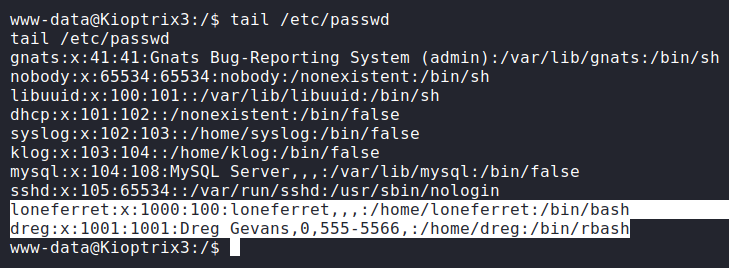 www-data@Kioptrix3:/$ tail /etc/passwd
tail /etc/passwd
gnats:x:41:41:Gnats Bug-Reporting System (admin):/var/lib/gnats:/bin/sh
nobody:x:65534:65534:nobody:/nonexistent:/bin/sh
libuuid:x:100:101::/var/lib/libuuid:/bin/sh
dhcp:x:101:102::/nonexistent:/bin/false
syslog:x:102:103::/home/syslog:/bin/false
klog:x:103:104::/home/klog:/bin/false
mysql:x:104:108:MySQL Server,,,:/var/lib/mysql:/bin/false
sshd:x:105:65534::/var/run/sshd:/usr/sbin/nologin
loneferret:x:1000:100:loneferret,,,:/home/loneferret:/bin/bash
dreg:x:1001:1001:Dreg Gevans,0,555-5566,:/home/dreg:/bin/rbash
www-data@Kioptrix3:/$